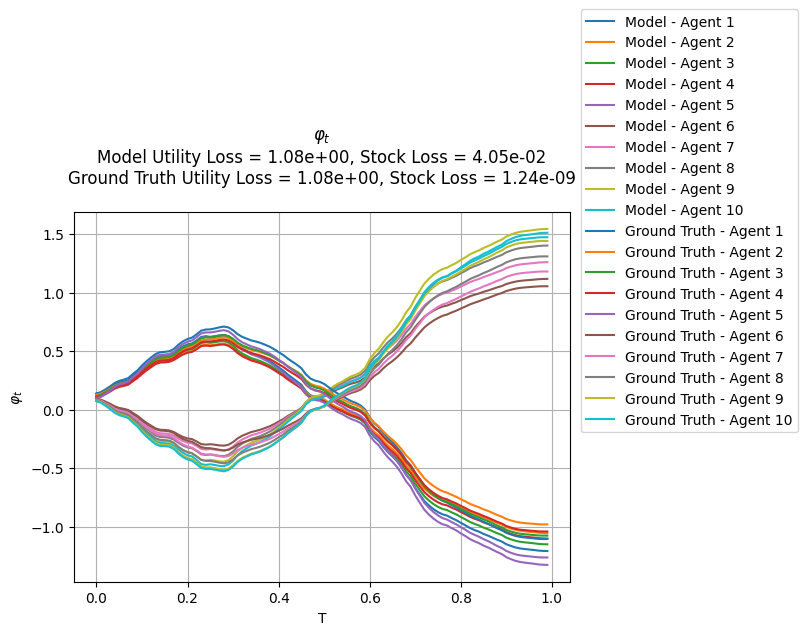 φt
Model Utility Loss = 1.08e+00, Stock Loss = 4.05e-02
Ground Truth Utility Loss = 1.08e+00, Stock Loss = 1.24e-09
Model - Agent 1
Model - Agent 2
Model - Agent 3
Model - Agent 4
Model - Agent 5
Model - Agent 6
Model - Agent 7
Model - Agent 8
Model - Agent 9
Model - Agent 10
Ground Truth - Agent 1
Ground Truth - Agent 2
Ground Truth - Agent 3
Ground Truth - Agent 4
Ground Truth - Agent 5
Ground Truth - Agent 6
Ground Truth - Agent 7
Ground Truth - Agent 8
Ground Truth - Agent 9
Ground Truth - Agent 10
φt
1.5
1.0
0.5
0.0
−0.5
−1.0
0.0 0.2 0.4 0.6 0.8 1.0
T